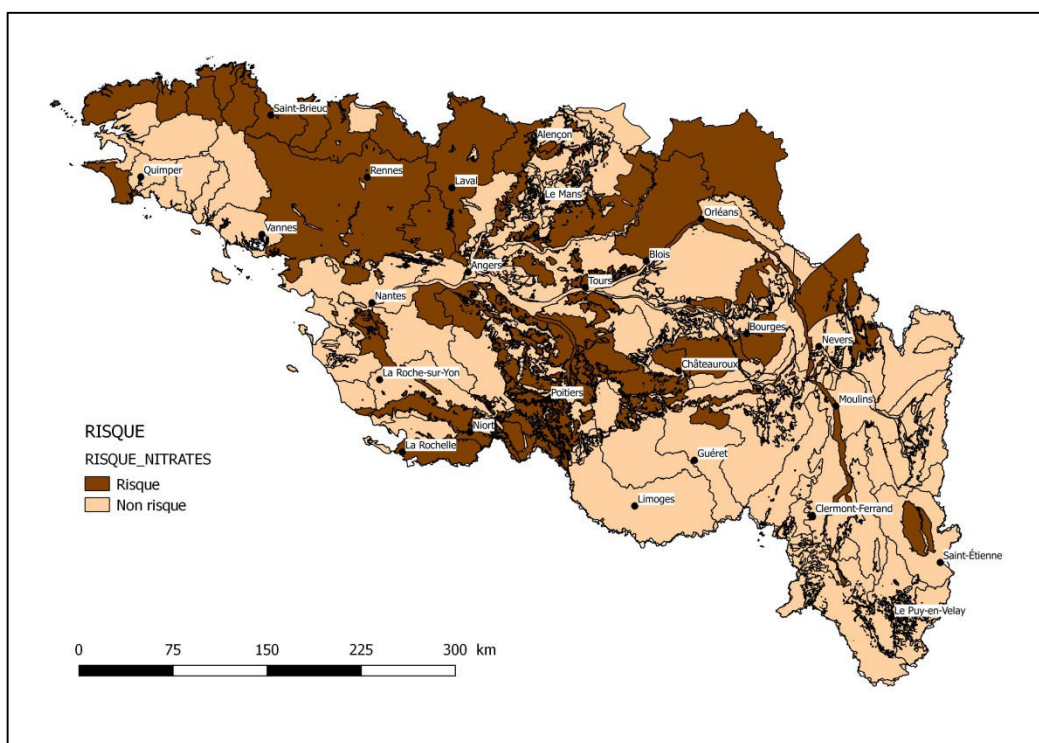 Saint-Brieuc
Alençon
Quimper
Rennes
Laval
Le Mans
Orléans
Vannes
Blois
Angers
Tours
Nantes
Bourges
Nevers
Châteauroux
La Roche-sur-Yon
Poitiers
Moulins
Niort
La Rochelle
Guéret
Limoges
Clermont-Ferrand
Saint-Étienne
Le Puy-en-Velay
RISQUE
RISQUE_NITRATES
Risque
Non risque
0 75 150 225 300 km